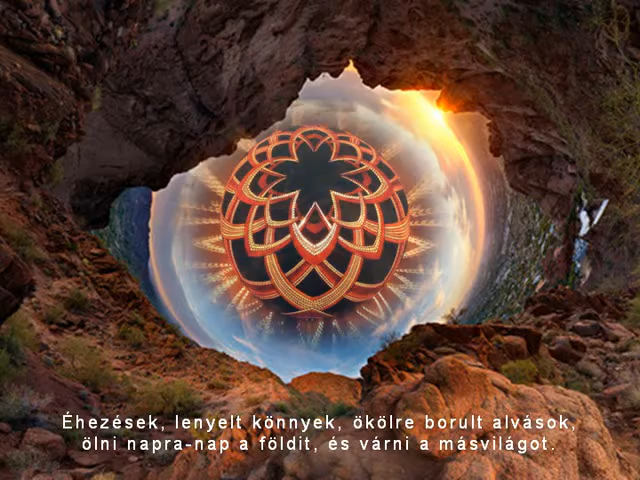 Éhezések, lenyelt könnyek, ökölre borult alvások,
ölni napra-nap a földit, és várni a másvilágot.